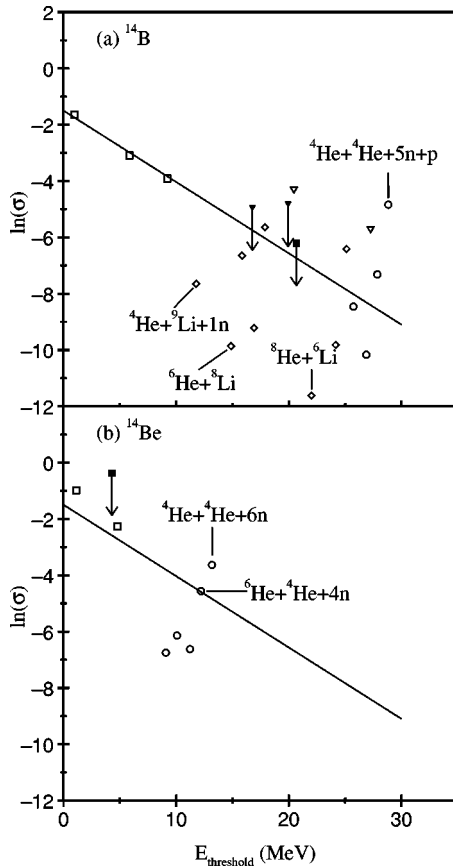 2
(a) ¹⁴B
0
−2
⁴He+⁴He+5n+p
−4
ln(σ)
−6
−8
⁴He+⁹Li+1n
−10
⁶He+⁸Li
⁸He+⁶Li
−12
(b) ¹⁴Be
0
⁴He+⁴He+6n
−2
−4
⁶He+⁴He+4n
ln(σ)
−6
−8
−10
−12
0 10 20 30
E_threshold (MeV)